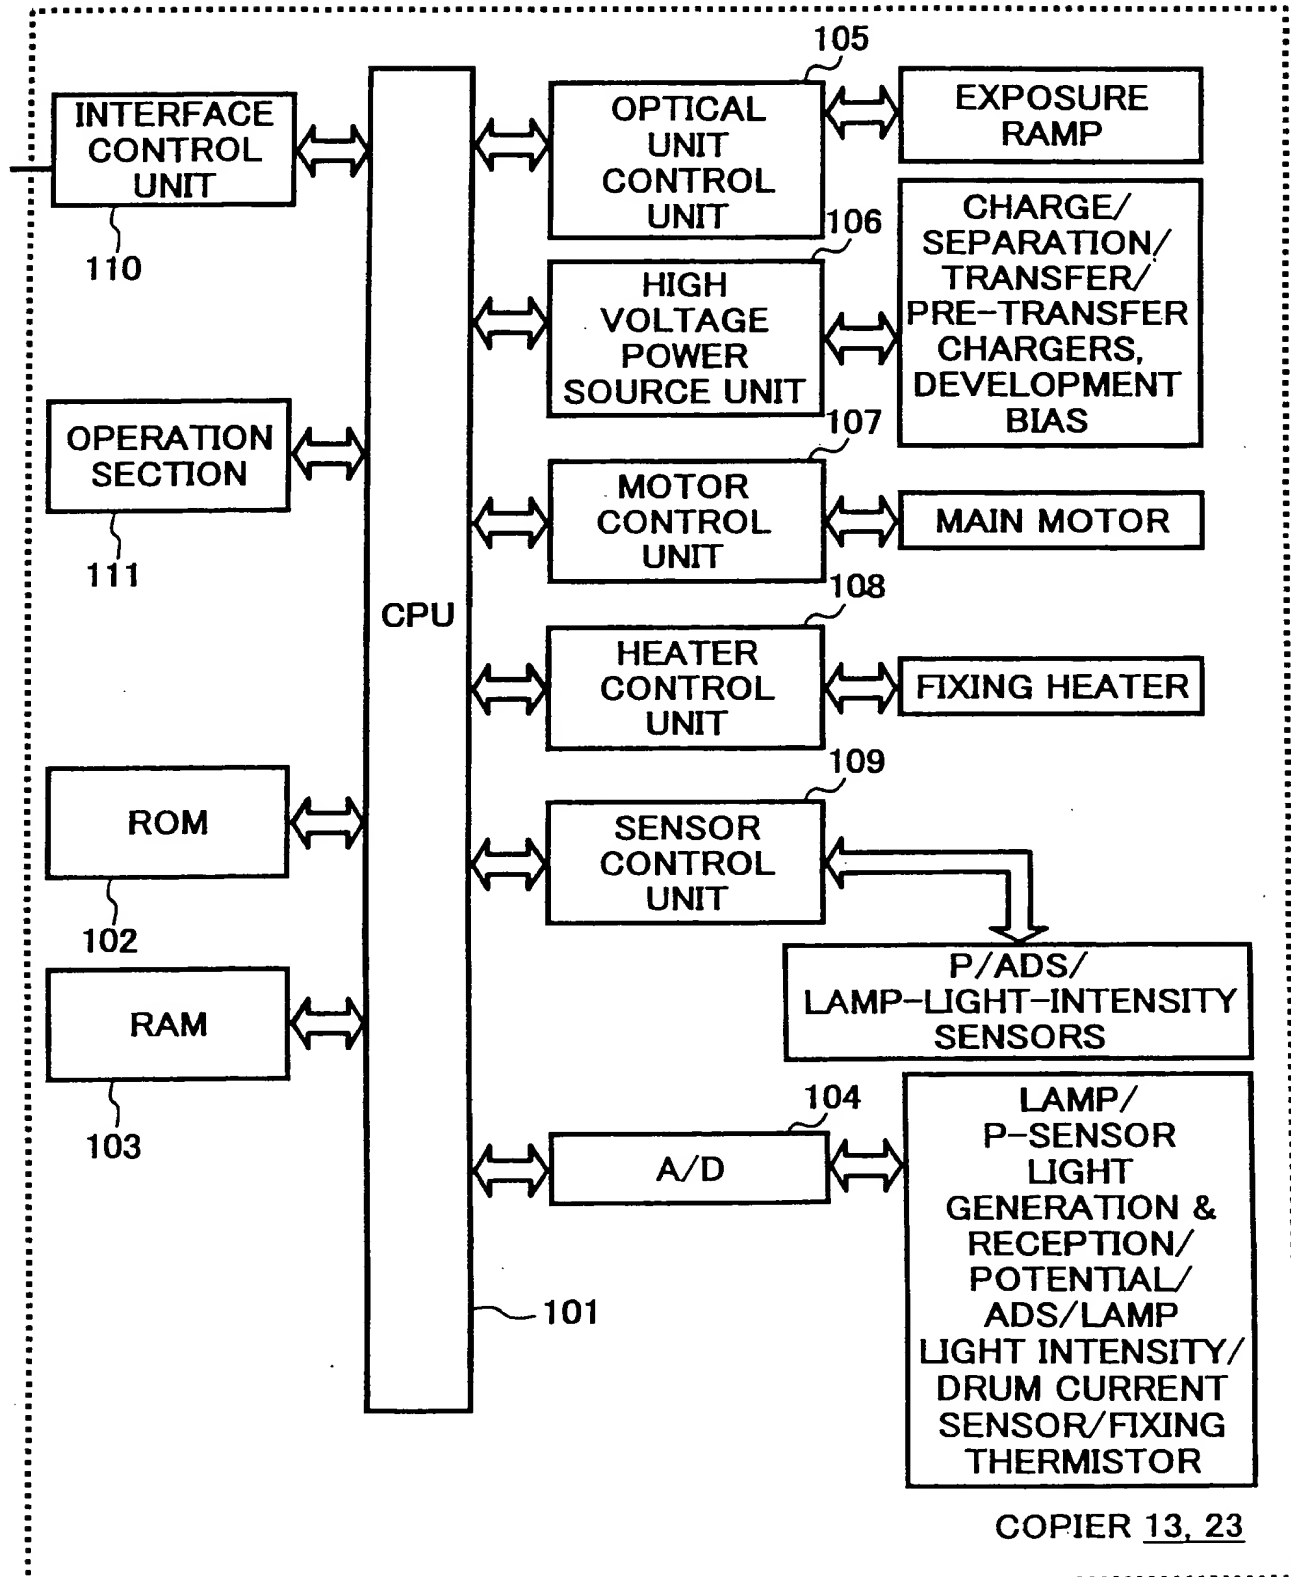 INTERFACE
CONTROL
UNIT
110
OPERATION
SECTION
111
ROM
102
RAM
103
CPU
101
105
OPTICAL
UNIT
CONTROL
UNIT
EXPOSURE
RAMP
106
HIGH
VOLTAGE
POWER
SOURCE UNIT
CHARGE/
SEPARATION/
TRANSFER/
PRE-TRANSFER
CHARGERS,
DEVELOPMENT
BIAS
107
MOTOR
CONTROL
UNIT
MAIN MOTOR
108
HEATER
CONTROL
UNIT
FIXING HEATER
109
SENSOR
CONTROL
UNIT
P/ADS/
LAMP-LIGHT-INTENSITY
SENSORS
104
A/D
LAMP/
P-SENSOR
LIGHT
GENERATION &
RECEPTION/
POTENTIAL/
ADS/LAMP
LIGHT INTENSITY/
DRUM CURRENT
SENSOR/FIXING
THERMISTOR
COPIER 13, 23